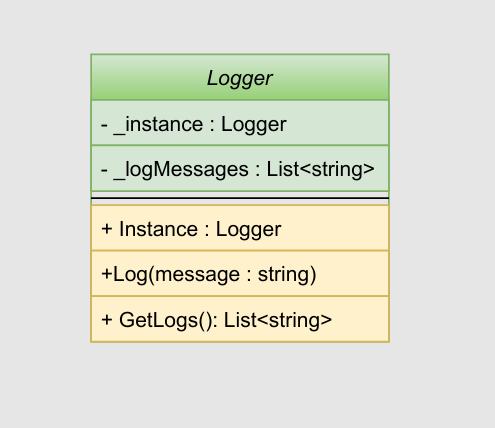 Logger
- _instance : Logger
- _logMessages : List<string>
+ Instance : Logger
+Log(message : string)
+ GetLogs(): List<string>